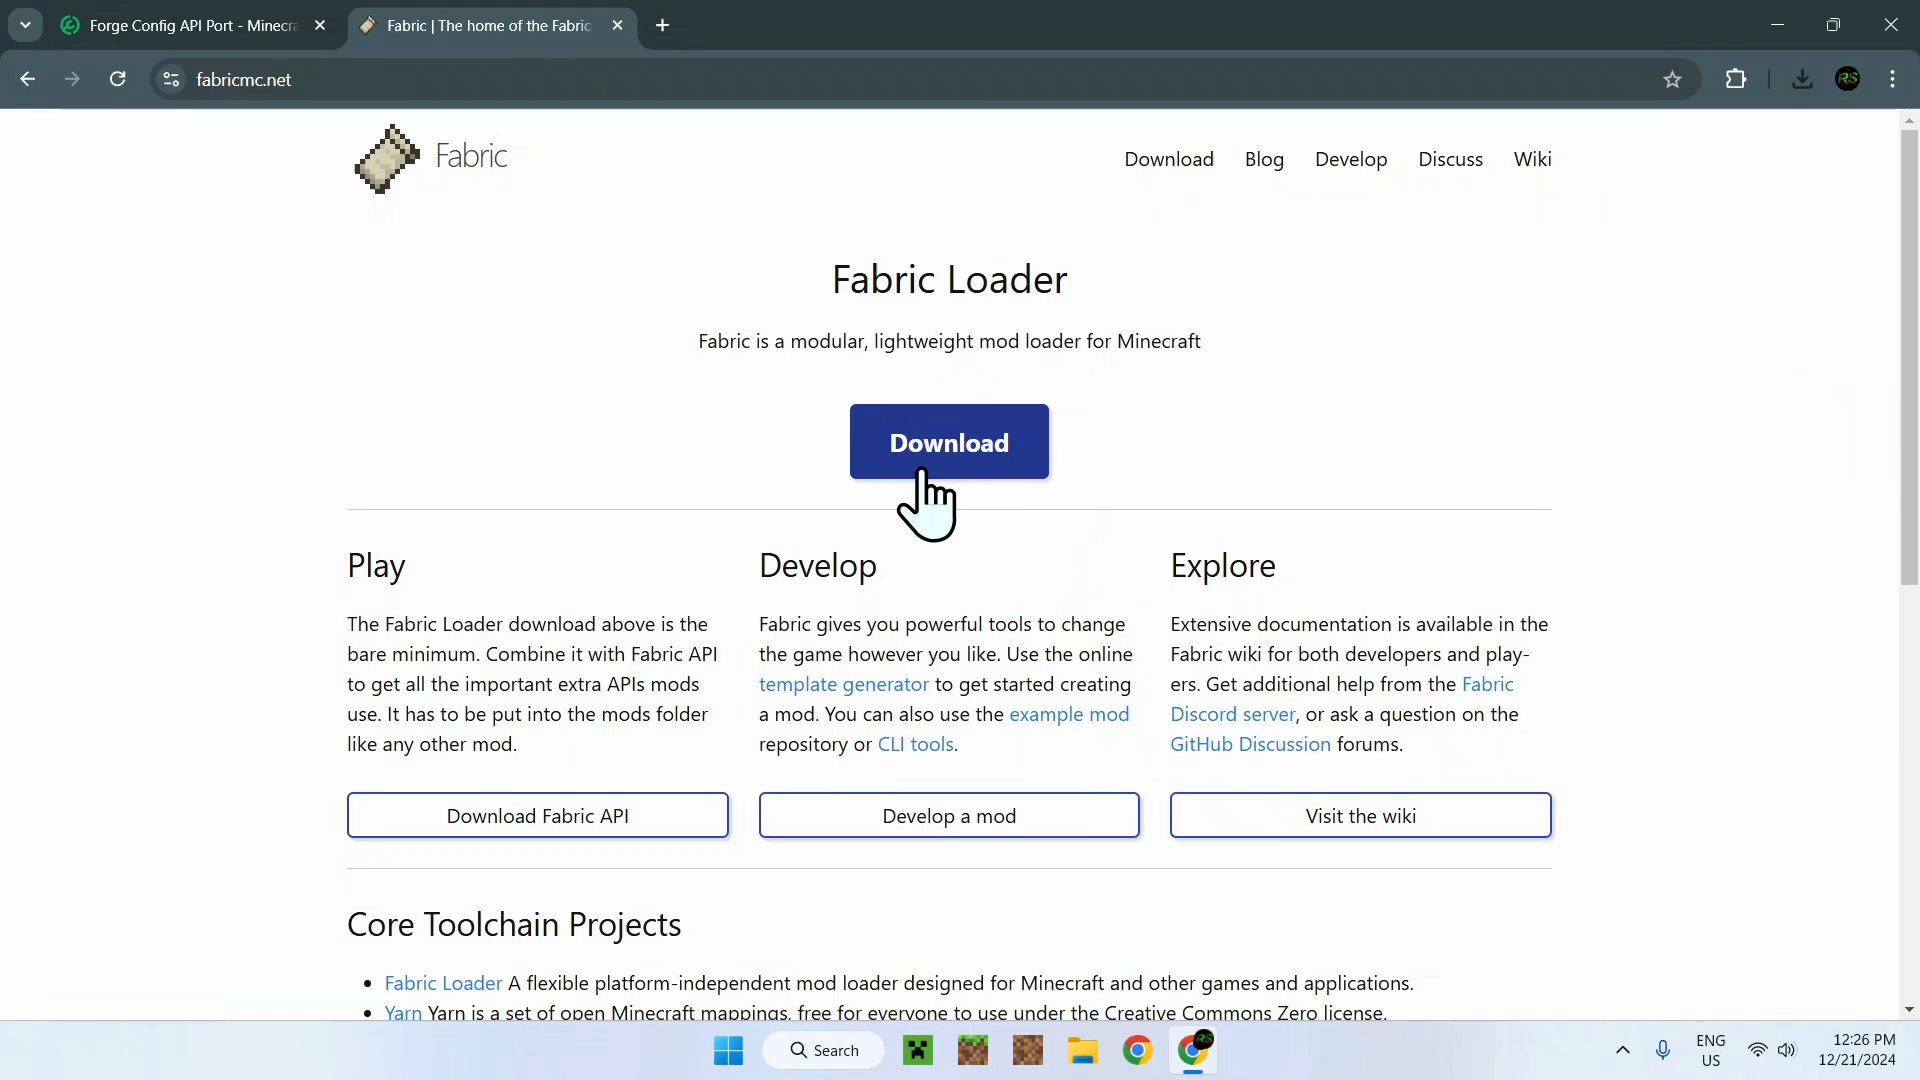 Forge Config API Port - Minecra
Fabric | The home of the Fabric
fabricmc.net
RS
Fabric
Download
Blog
Develop
Discuss
Wiki
Fabric Loader
Fabric is a modular, lightweight mod loader for Minecraft
Download
Play
The Fabric Loader download above is the
bare minimum. Combine it with Fabric API
to get all the important extra APIs mods
use. It has to be put into the mods folder
like any other mod.
Download Fabric API
Develop
Fabric gives you powerful tools to change
the game however you like. Use the online
template generator to get started creating
a mod. You can also use the example mod
repository or CLI tools.
Develop a mod
Explore
Extensive documentation is available in the
Fabric wiki for both developers and play-
ers. Get additional help from the Fabric
Discord server, or ask a question on the
GitHub Discussion forums.
Visit the wiki
Core Toolchain Projects
Fabric Loader A flexible platform-independent mod loader designed for Minecraft and other games and applications.
Yarn Yarn is a set of open Minecraft mappings, free for everyone to use under the Creative Commons Zero license.
Search
RS
ENG
US
12:26 PM
12/21/2024